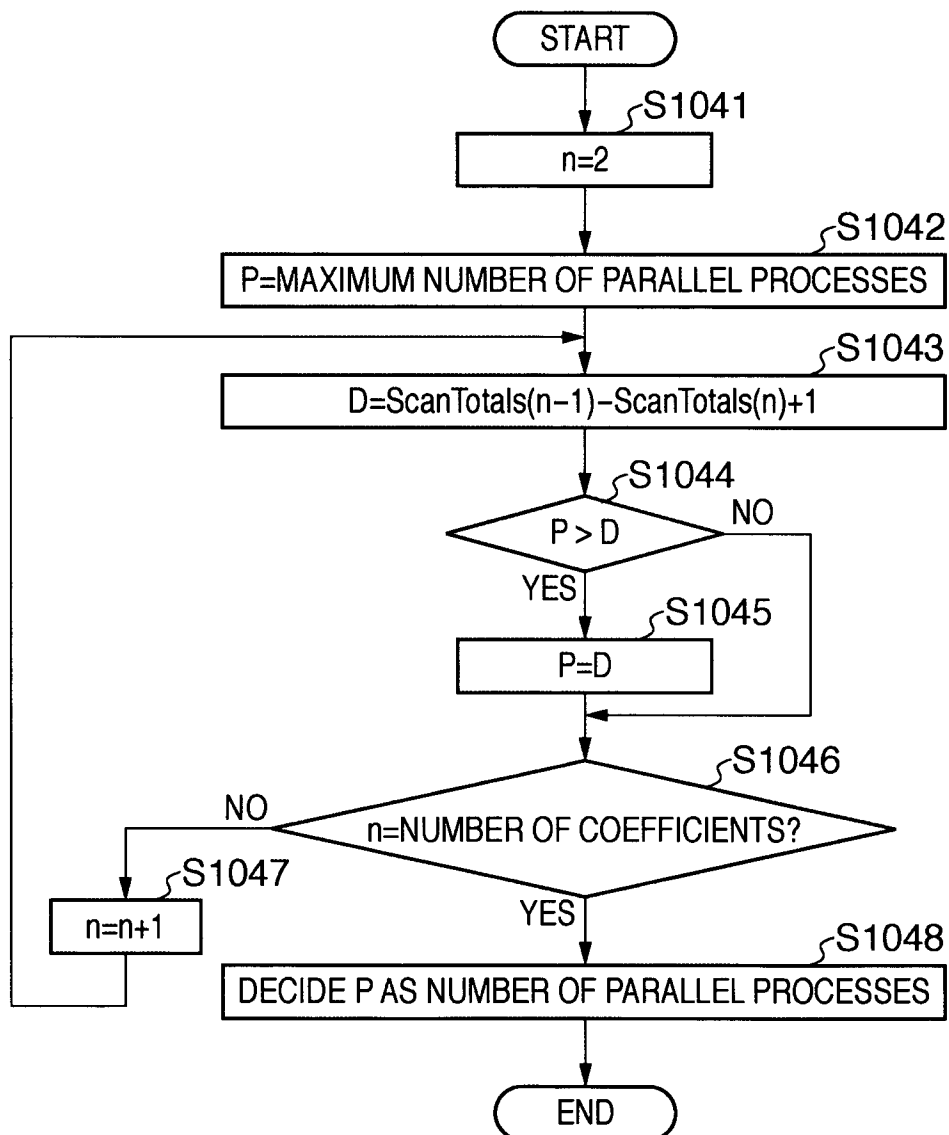 START
S1041
n=2
S1042
P=MAXIMUM NUMBER OF PARALLEL PROCESSES
S1043
D=ScanTotals(n−1)−ScanTotals(n)+1
S1044
P > D
NO
YES
S1045
P=D
S1046
n=NUMBER OF COEFFICIENTS?
NO
S1047
n=n+1
YES
S1048
DECIDE P AS NUMBER OF PARALLEL PROCESSES
END